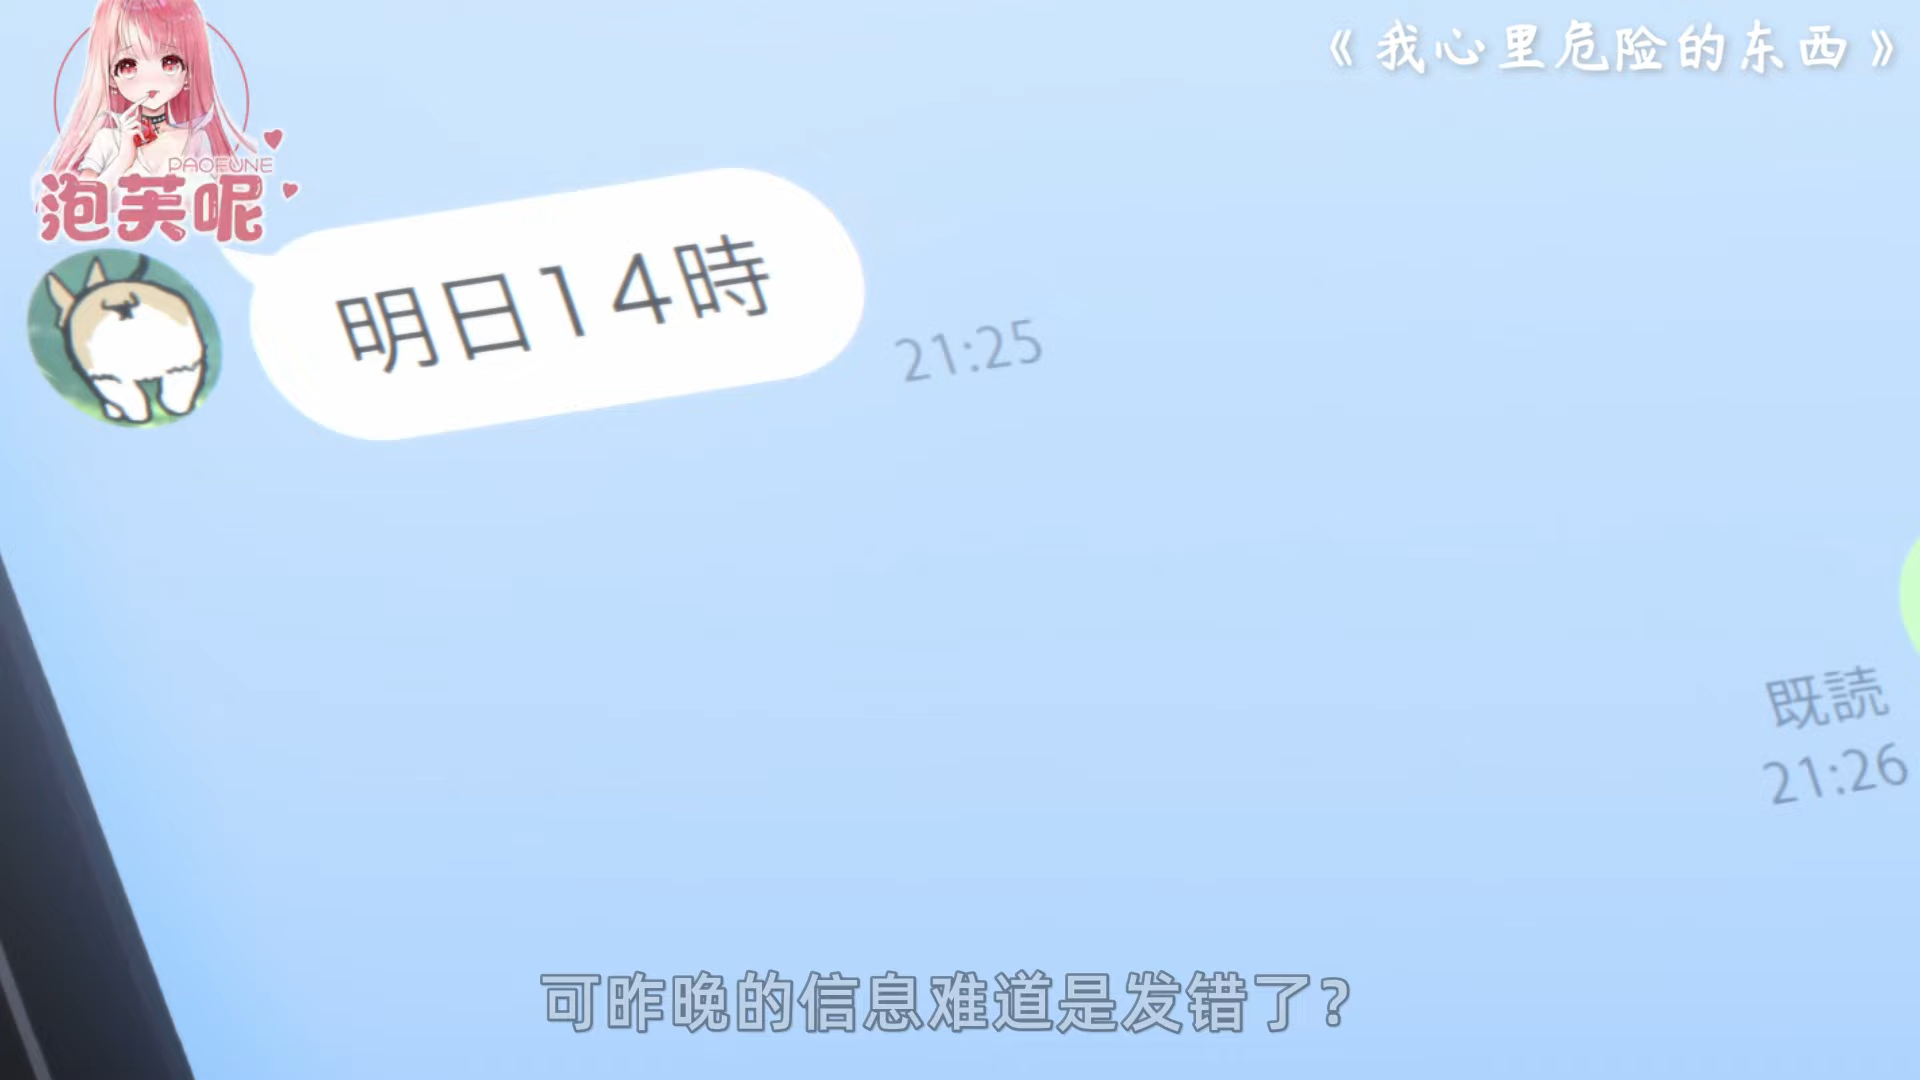 《我心里危险的东西》
PAOFUNE
泡芙呢
明日14時
21:25
既読
21:26
可昨晚的信息难道是发错了?